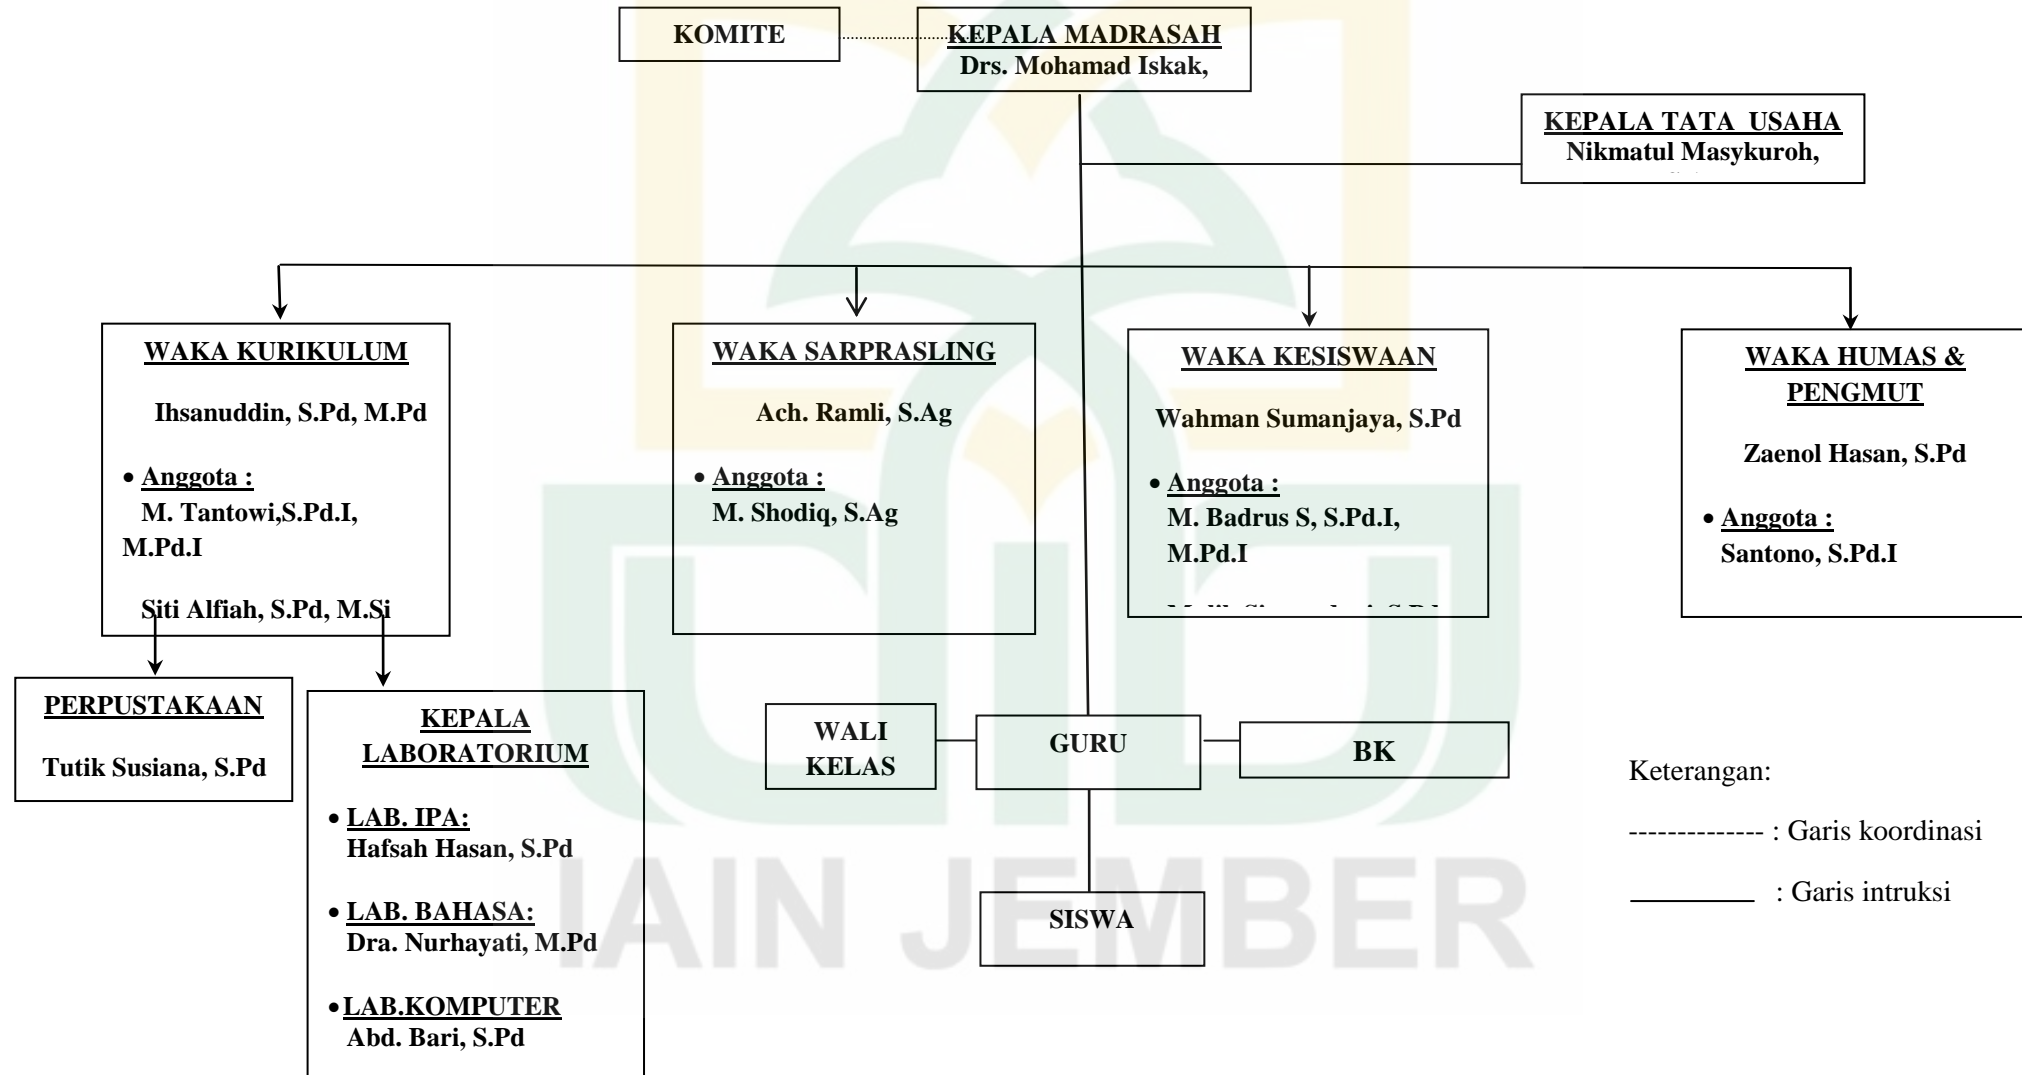 KOMITE
KEPALA MADRASAH
Drs. Mohamad Iskak,
KEPALA TATA USAHA
Nikmatul Masykuroh,
WAKA KURIKULUM
Ihsanuddin, S.Pd, M.Pd
• Anggota :
M. Tantowi,S.Pd.I,
M.Pd.I
Siti Alfiah, S.Pd, M.Si
WAKA SARPRASLING
Ach. Ramli, S.Ag
• Anggota :
M. Shodiq, S.Ag
WAKA KESISWAAN
Wahman Sumanjaya, S.Pd
• Anggota :
M. Badrus S, S.Pd.I,
M.Pd.I
WAKA HUMAS &
PENGMUT
Zaenol Hasan, S.Pd
• Anggota :
Santono, S.Pd.I
PERPUSTAKAAN
Tutik Susiana, S.Pd
KEPALA
LABORATORIUM
• LAB. IPA:
Hafsah Hasan, S.Pd
• LAB. BAHASA:
Dra. Nurhayati, M.Pd
• LAB.KOMPUTER
Abd. Bari, S.Pd
WALI
KELAS
GURU
BK
SISWA
Keterangan:
-------------- : Garis koordinasi
: Garis intruksi
IAIN JEMBER